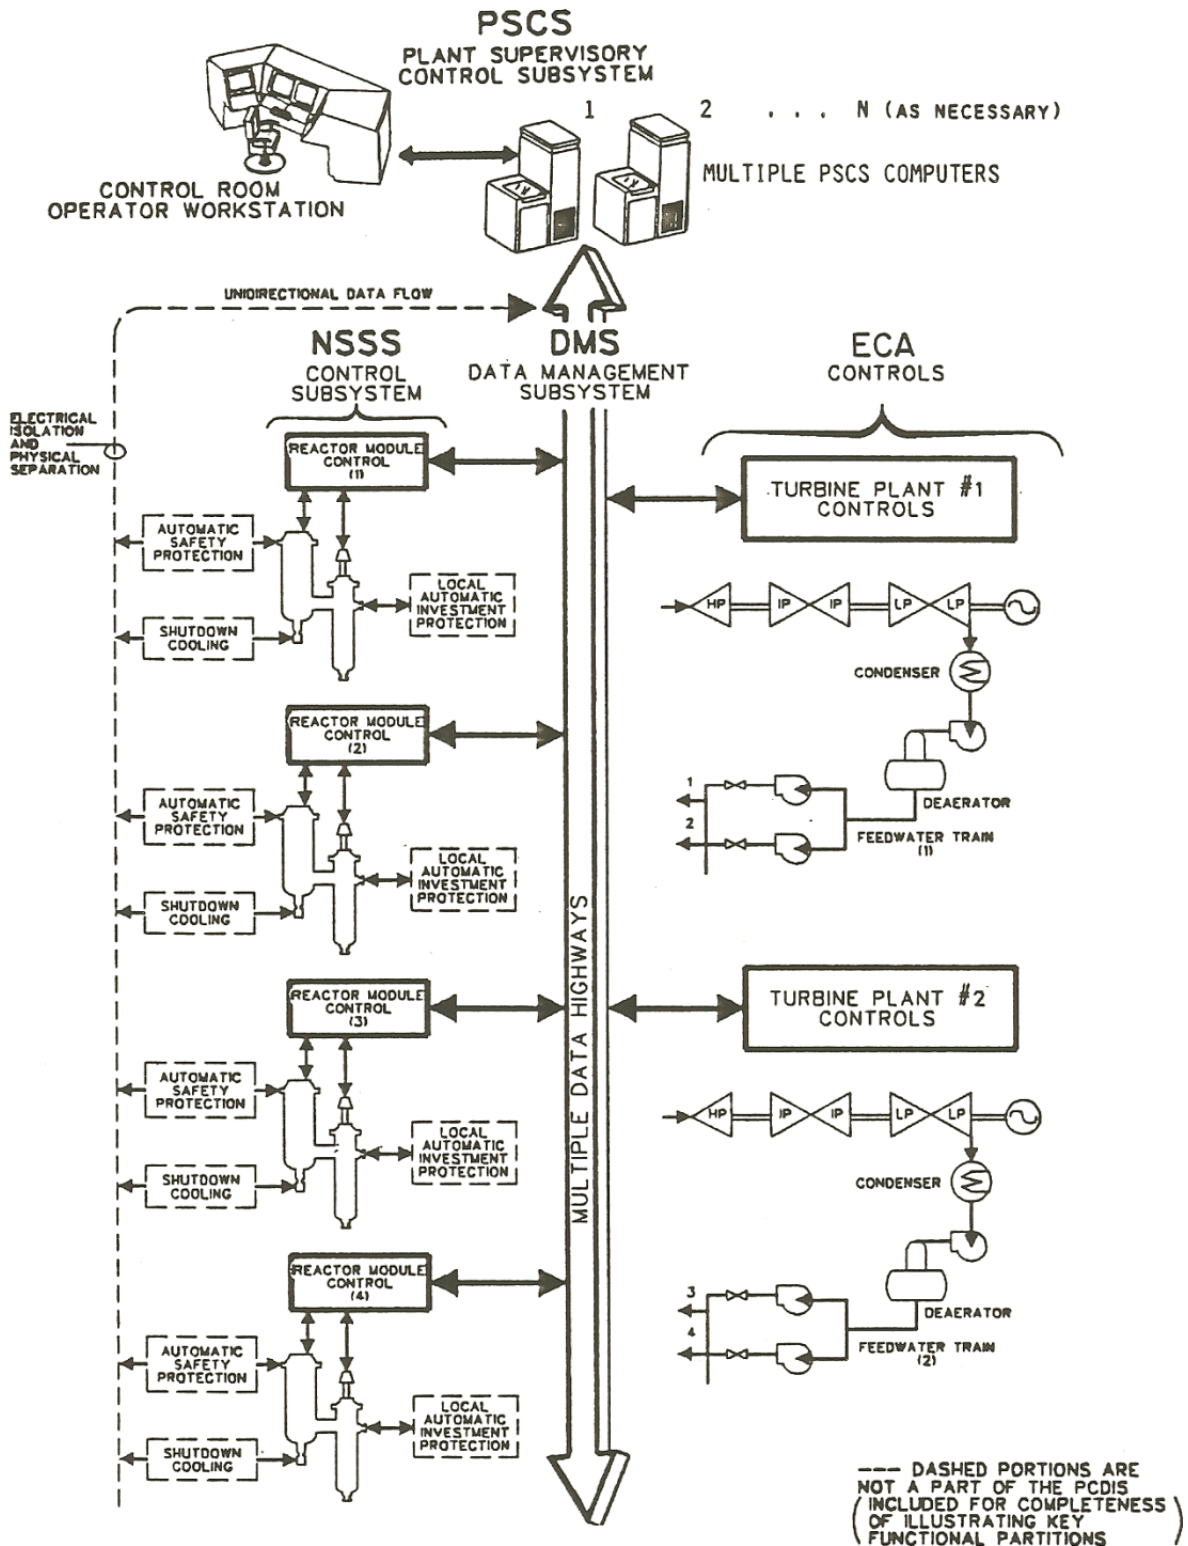 PSCS
PLANT SUPERVISORY
CONTROL SUBSYSTEM
1
2
. . . N (AS NECESSARY)
MULTIPLE PSCS COMPUTERS
CONTROL ROOM
OPERATOR WORKSTATION
UNIDIRECTIONAL DATA FLOW
NSSS
CONTROL
SUBSYSTEM
DMS
DATA MANAGEMENT
SUBSYSTEM
ECA
CONTROLS
ELECTRICAL
ISOLATION
AND
PHYSICAL
SEPARATION
REACTOR MODULE
CONTROL
(1)
AUTOMATIC
SAFETY
PROTECTION
LOCAL
AUTOMATIC
INVESTMENT
PROTECTION
SHUTDOWN
COOLING
REACTOR MODULE
CONTROL
(2)
AUTOMATIC
SAFETY
PROTECTION
LOCAL
AUTOMATIC
INVESTMENT
PROTECTION
SHUTDOWN
COOLING
REACTOR MODULE
CONTROL
(3)
AUTOMATIC
SAFETY
PROTECTION
LOCAL
AUTOMATIC
INVESTMENT
PROTECTION
SHUTDOWN
COOLING
REACTOR MODULE
CONTROL
(4)
AUTOMATIC
SAFETY
PROTECTION
LOCAL
AUTOMATIC
INVESTMENT
PROTECTION
SHUTDOWN
COOLING
MULTIPLE DATA HIGHWAYS
TURBINE PLANT #1
CONTROLS
HP IP IP LP LP
CONDENSER
DEAERATOR
1
2
FEEDWATER TRAIN
(1)
TURBINE PLANT #2
CONTROLS
HP IP IP LP LP
CONDENSER
DEAERATOR
3
4
FEEDWATER TRAIN
(2)
--- DASHED PORTIONS ARE
NOT A PART OF THE PCDIS
(INCLUDED FOR COMPLETENESS
OF ILLUSTRATING KEY
FUNCTIONAL PARTITIONS)